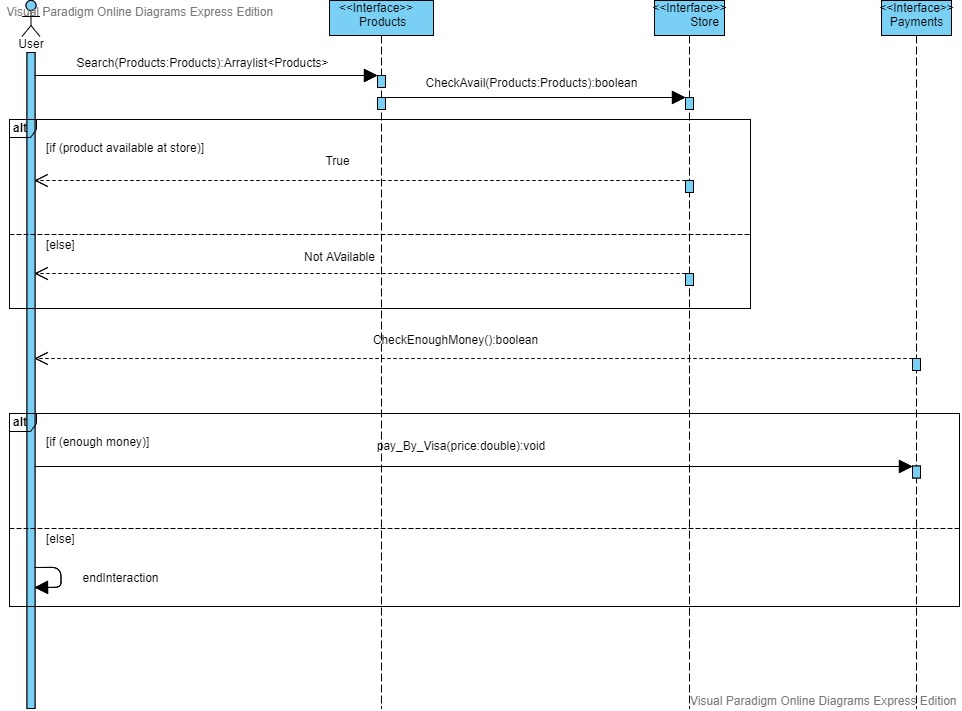 Visual Paradigm Online Diagrams Express Edition
User
<<Interface>>
Products
<<Interface>>
Store
<<Interface>>
Payments
Search(Products:Products):Arraylist<Products>
CheckAvail(Products:Products):boolean
alt
[if (product available at store)]
True
[else]
Not AVailable
CheckEnoughMoney():boolean
alt
[if (enough money)]
pay_By_Visa(price:double):void
[else]
endInteraction
Visual Paradigm Online Diagrams Express Edition